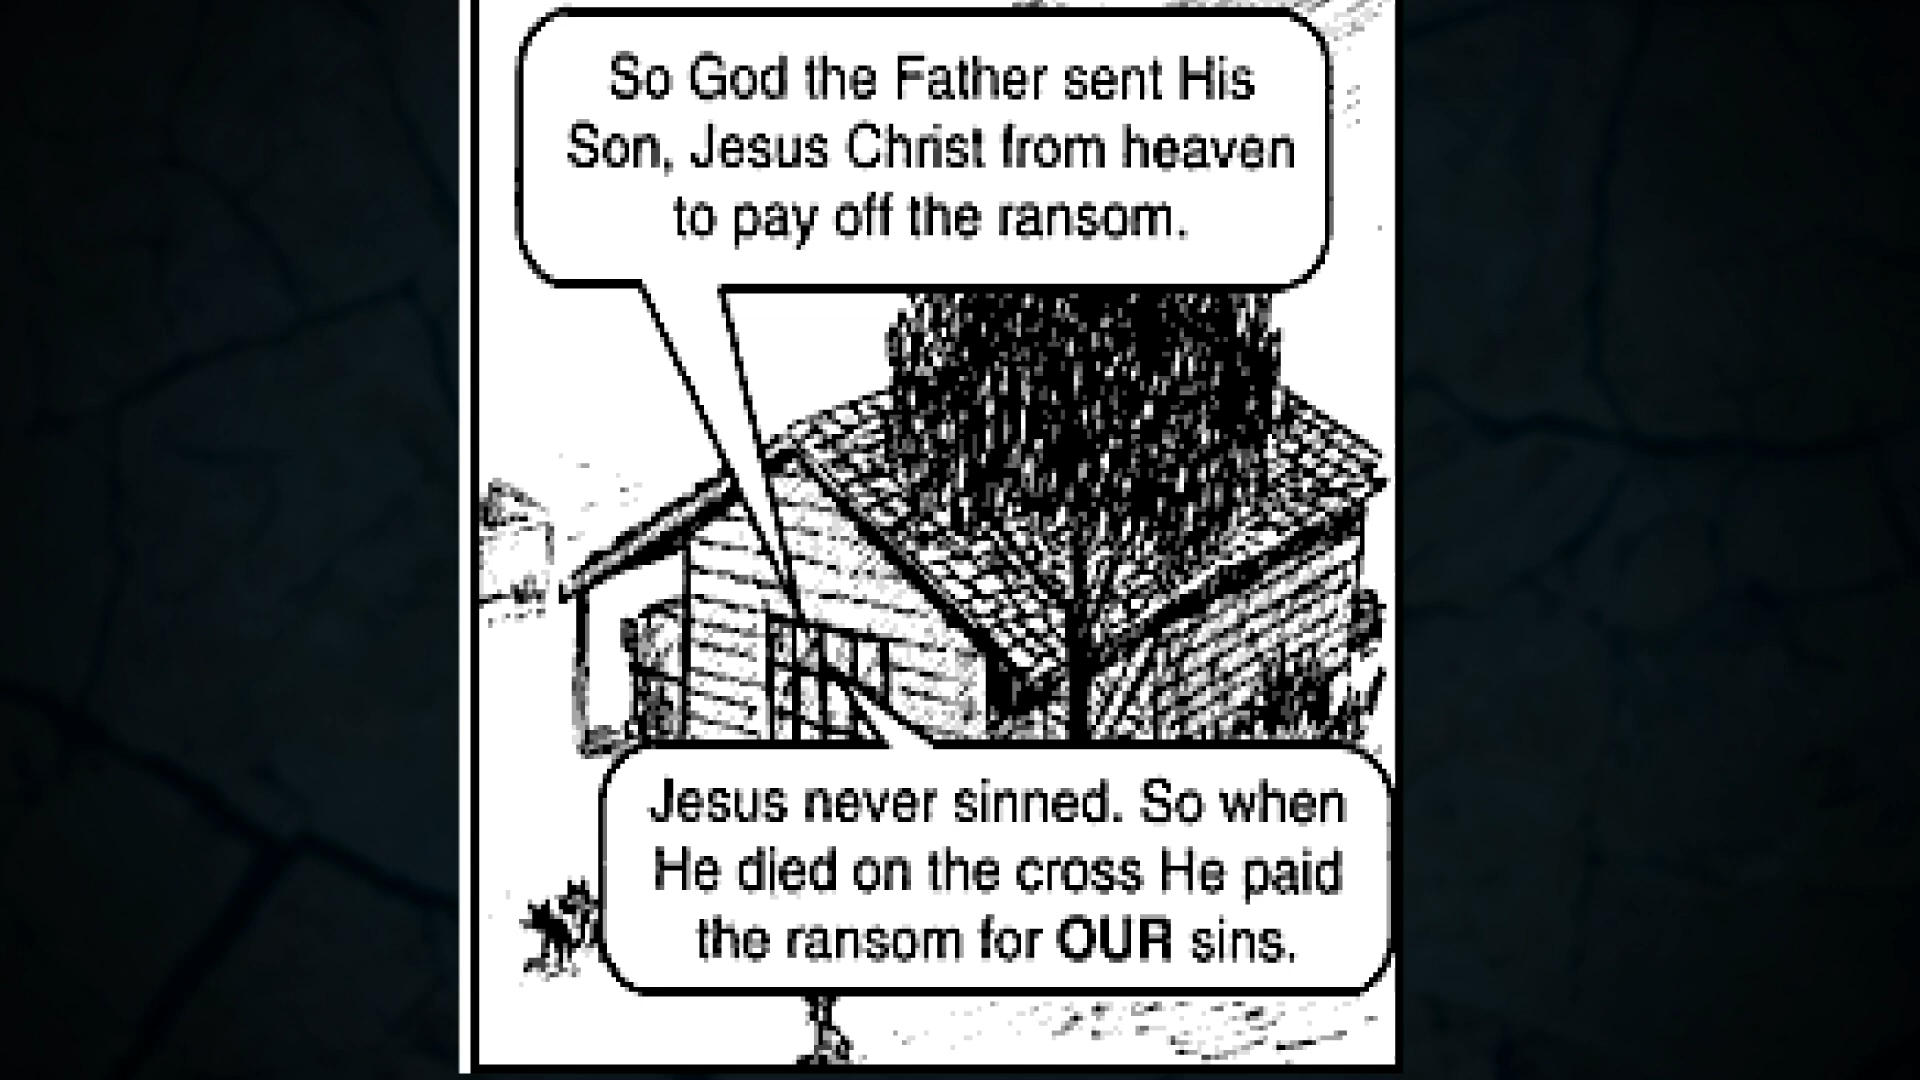 So God the Father sent His
Son, Jesus Christ from heaven
to pay off the ransom.
Jesus never sinned. So when
He died on the cross He paid
the ransom for OUR sins.